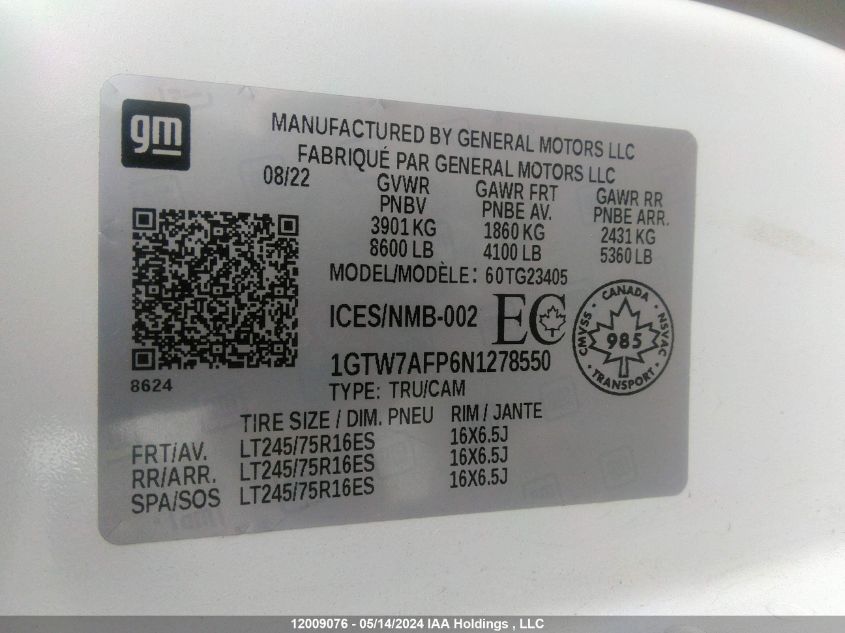 gm
MANUFACTURED BY GENERAL MOTORS LLC
FABRIQUÉ PAR GENERAL MOTORS LLC
08/22 GVWR GAWR FRT GAWR RR
PNBV PNBE AV. PNBE ARR.
3901 KG 1860 KG 2431 KG
8600 LB 4100 LB 5360 LB
MODEL/MODÈLE: 60TG23405
ICES/NMB-002 EC
CANADA
CMVSS 985 NSVAC
TRANSPORT
1GTW7AFP6N1278550
8624
TYPE: TRU/CAM
TIRE SIZE / DIM. PNEU RIM / JANTE
FRT/AV. LT245/75R16ES 16X6.5J
RR/ARR. LT245/75R16ES 16X6.5J
SPA/SOS LT245/75R16ES 16X6.5J
12009076 - 05/14/2024 IAA Holdings , LLC